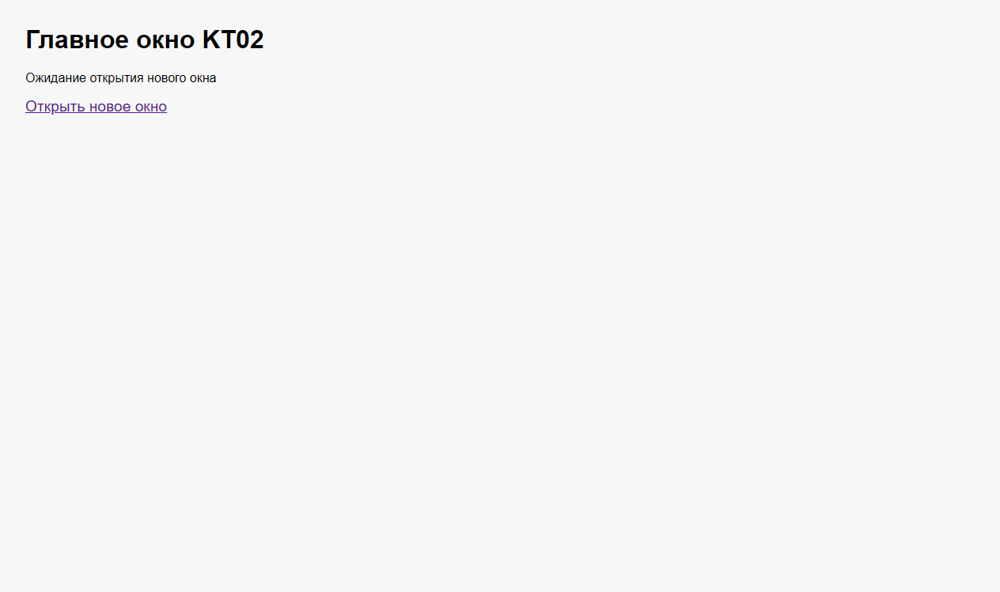 Главное окно KT02
Ожидание открытия нового окна
Открыть новое окно